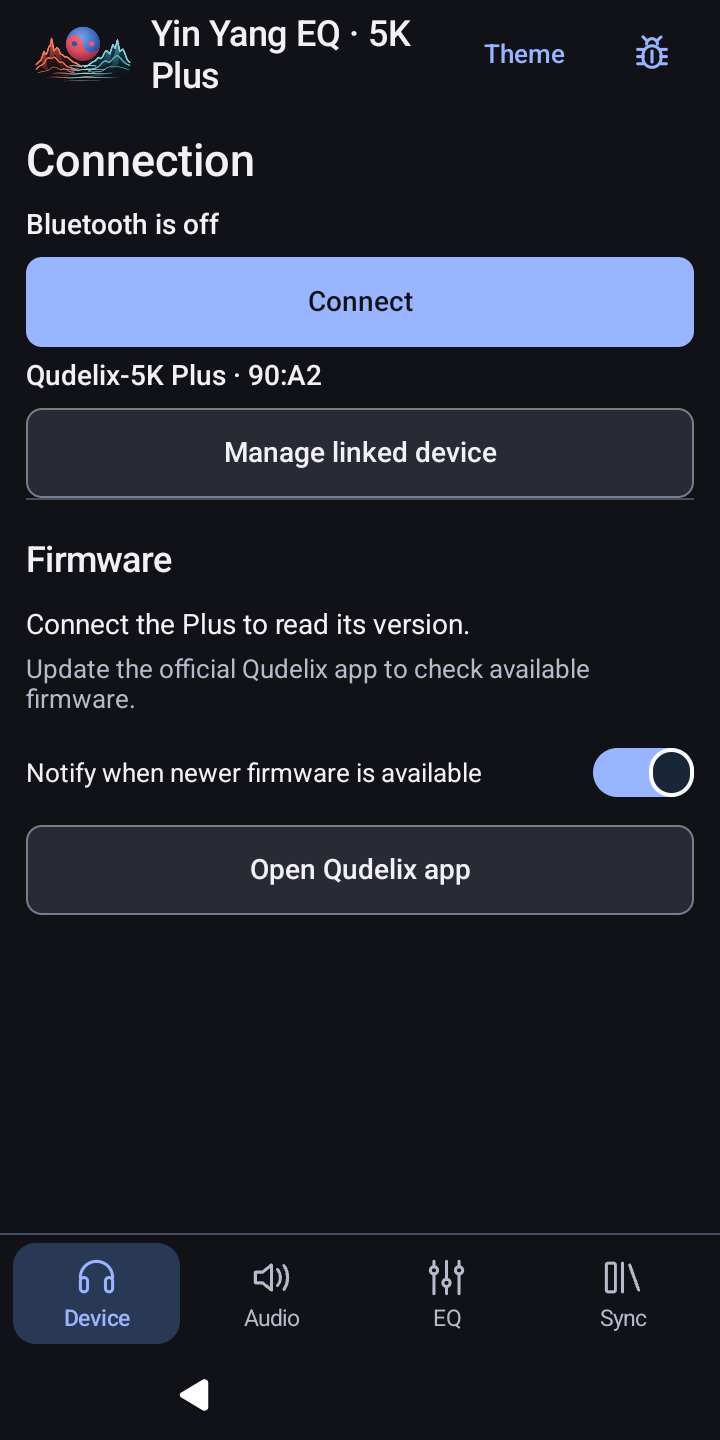 Yin Yang EQ · 5K
Plus
Theme
Connection
Bluetooth is off
Connect
Qudelix-5K Plus · 90:A2
Manage linked device
Firmware
Connect the Plus to read its version.
Update the official Qudelix app to check available
firmware.
Notify when newer firmware is available
Open Qudelix app
Device
Audio
EQ
Sync